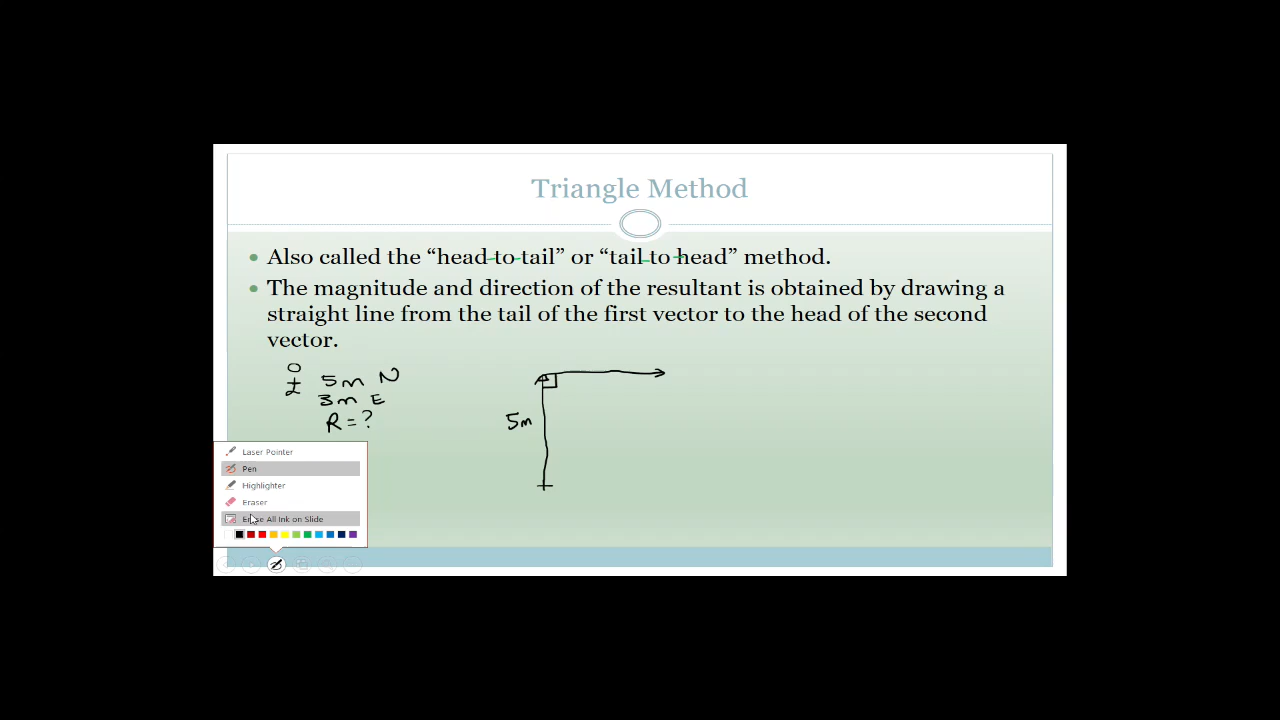 Triangle Method
Also called the “head to tail” or “tail to head” method.
The magnitude and direction of the resultant is obtained by drawing a
straight line from the tail of the first vector to the head of the second
vector.
5m N
3m E
R = ?
5m
Laser Pointer
Pen
Highlighter
Eraser
Erase All Ink on Slide